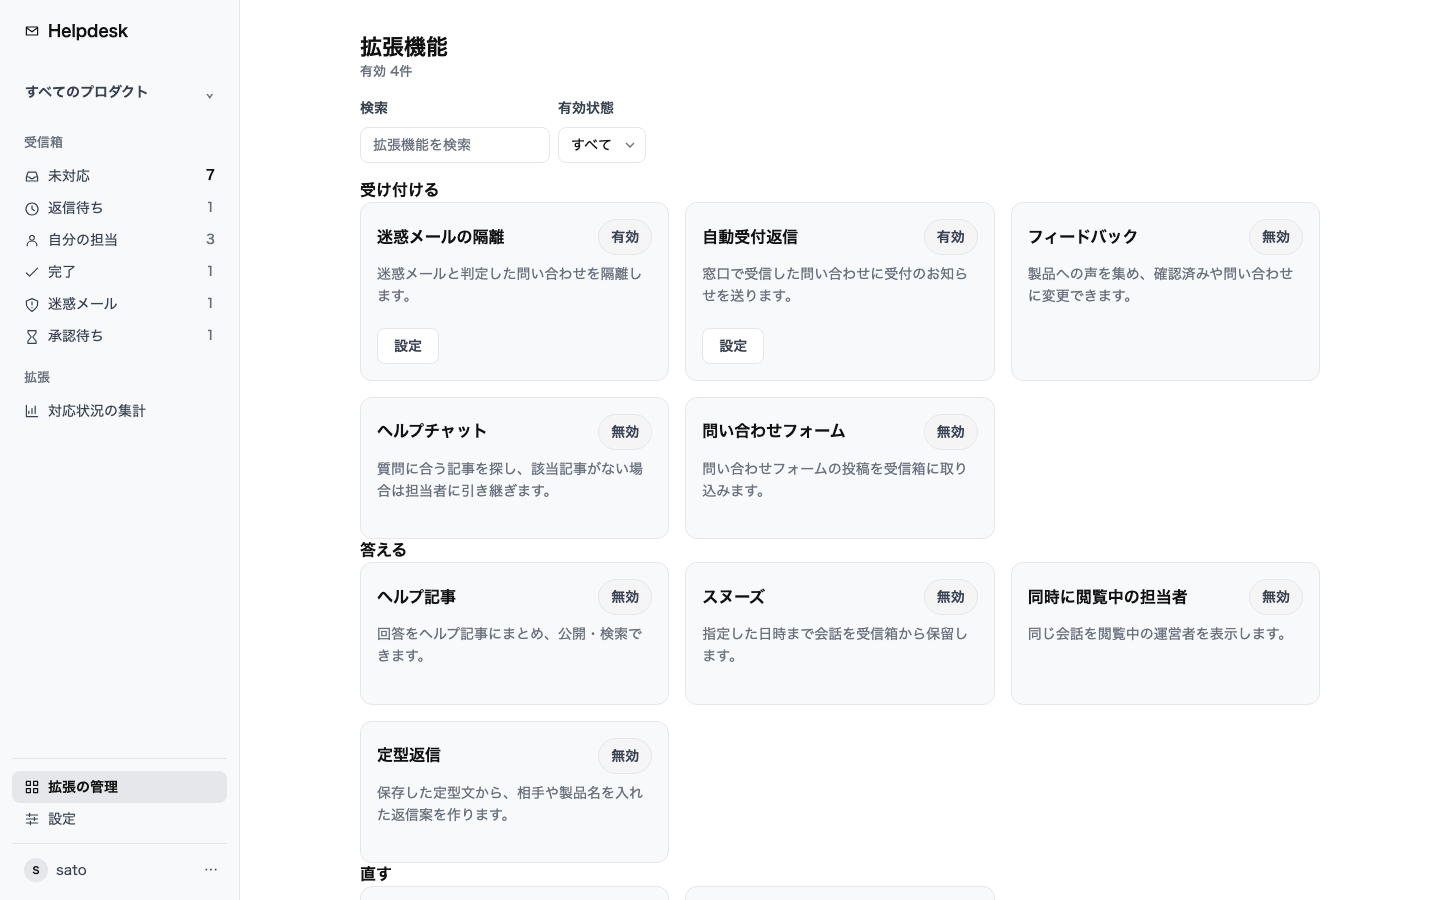 Helpdesk
すべてのプロダクト
受信箱
未対応 7
返信待ち 1
自分の担当 3
完了 1
迷惑メール 1
承認待ち 1
拡張
対応状況の集計
拡張の管理
設定
S sato ...
拡張機能
有効 4件
検索 有効状態
拡張機能を検索 すべて
受け付ける
迷惑メールの隔離 有効
迷惑メールと判定した問い合わせを隔離し
ます。
設定
自動受付返信 有効
窓口で受信した問い合わせに受付のお知ら
せを送ります。
設定
フィードバック 無効
製品への声を集め、確認済みや問い合わせ
に変更できます。
ヘルプチャット 無効
質問に合う記事を探し、該当記事がない場
合は担当者に引き継ぎます。
問い合わせフォーム 無効
問い合わせフォームの投稿を受信箱に取り
込みます。
答える
ヘルプ記事 無効
回答をヘルプ記事にまとめ、公開・検索で
きます。
スヌーズ 無効
指定した日時まで会話を受信箱から保留し
ます。
同時に閲覧中の担当者 無効
同じ会話を閲覧中の運営者を表示します。
定型返信 無効
保存した定型文から、相手や製品名を入れ
た返信案を作ります。
直す